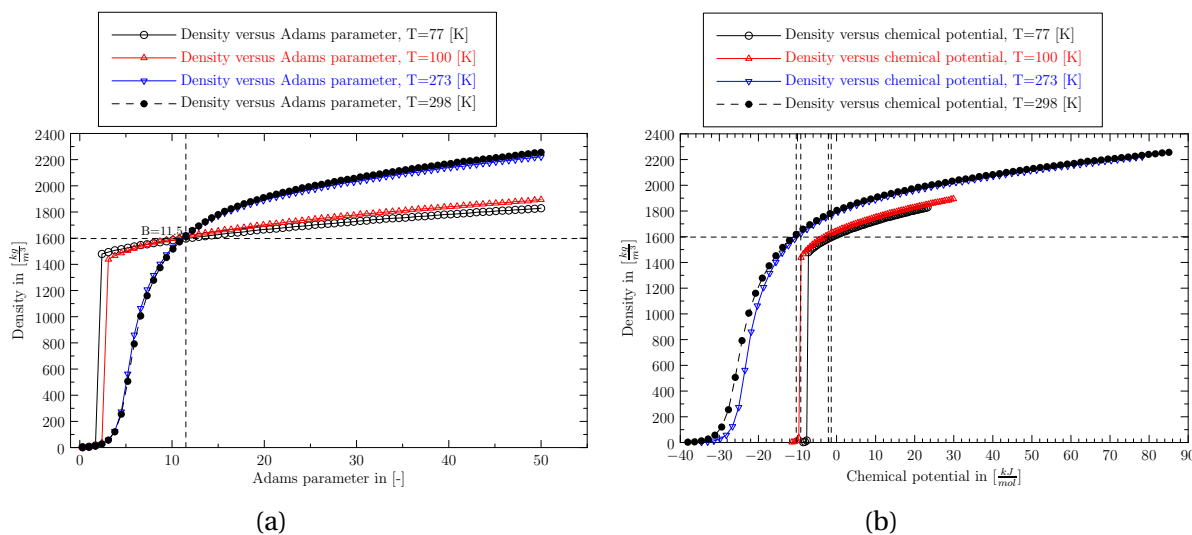 Density versus Adams parameter, T=77 [K]
Density versus Adams parameter, T=100 [K]
Density versus Adams parameter, T=273 [K]
Density versus Adams parameter, T=298 [K]
2400
2200
2000
1800
1600
1400
1200
1000
800
600
400
200
0
Density in [kg/m³]
B=11.5
0 10 20 30 40 50
Adams parameter in [-]
(a)
Density versus chemical potential, T=77 [K]
Density versus chemical potential, T=100 [K]
Density versus chemical potential, T=273 [K]
Density versus chemical potential, T=298 [K]
2400
2200
2000
1800
1600
1400
1200
1000
800
600
400
200
0
Density in [kg/m³]
−40 −30 −20 −10 0 10 20 30 40 50 60 70 80 90
Chemical potential in [kJ/mol]
(b)